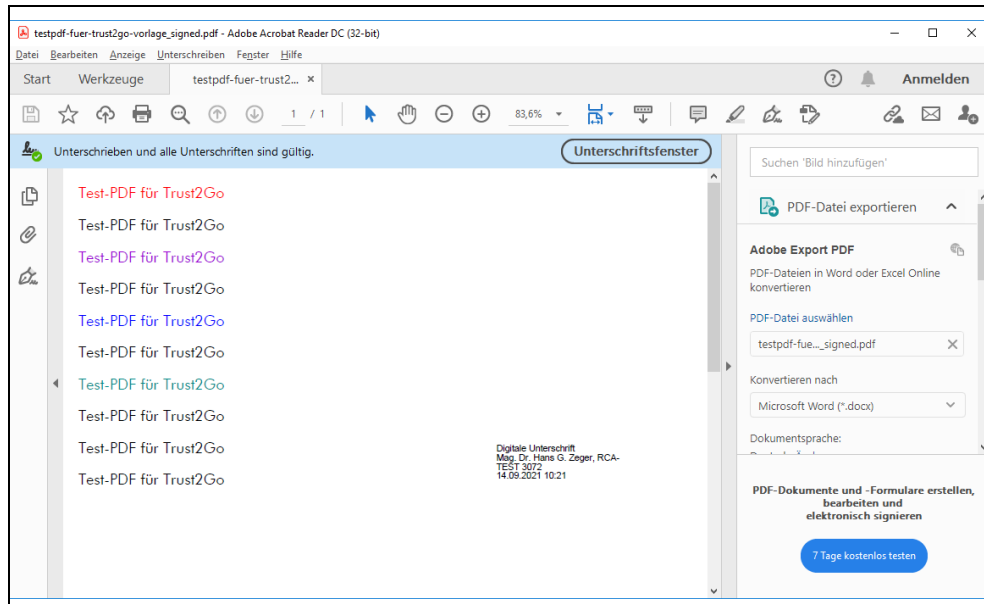 testpdf-fuer-trust2go-vorlage_signed.pdf - Adobe Acrobat Reader DC (32-bit)
Datei Bearbeiten Anzeige Unterschreiben Fenster Hilfe
Start Werkzeuge testpdf-fuer-trust2... × Anmelden
1 / 1 83,6%
Unterschrieben und alle Unterschriften sind gültig. Unterschriftsfenster
Test-PDF für Trust2Go
Test-PDF für Trust2Go
Test-PDF für Trust2Go
Test-PDF für Trust2Go
Test-PDF für Trust2Go
Test-PDF für Trust2Go
Test-PDF für Trust2Go
Test-PDF für Trust2Go
Test-PDF für Trust2Go
Test-PDF für Trust2Go
Digitale Unterschrift
Mag. Dr. Hans G. Zeger, RCA-
TEST 3072
14.09.2021 10:21
Suchen 'Bild hinzufügen'
PDF-Datei exportieren
Adobe Export PDF
PDF-Dateien in Word oder Excel Online
konvertieren
PDF-Datei auswählen
testpdf-fue..._signed.pdf
Konvertieren nach
Microsoft Word (*.docx)
Dokumentsprache:
PDF-Dokumente und -Formulare erstellen,
bearbeiten und
elektronisch signieren
7 Tage kostenlos testen